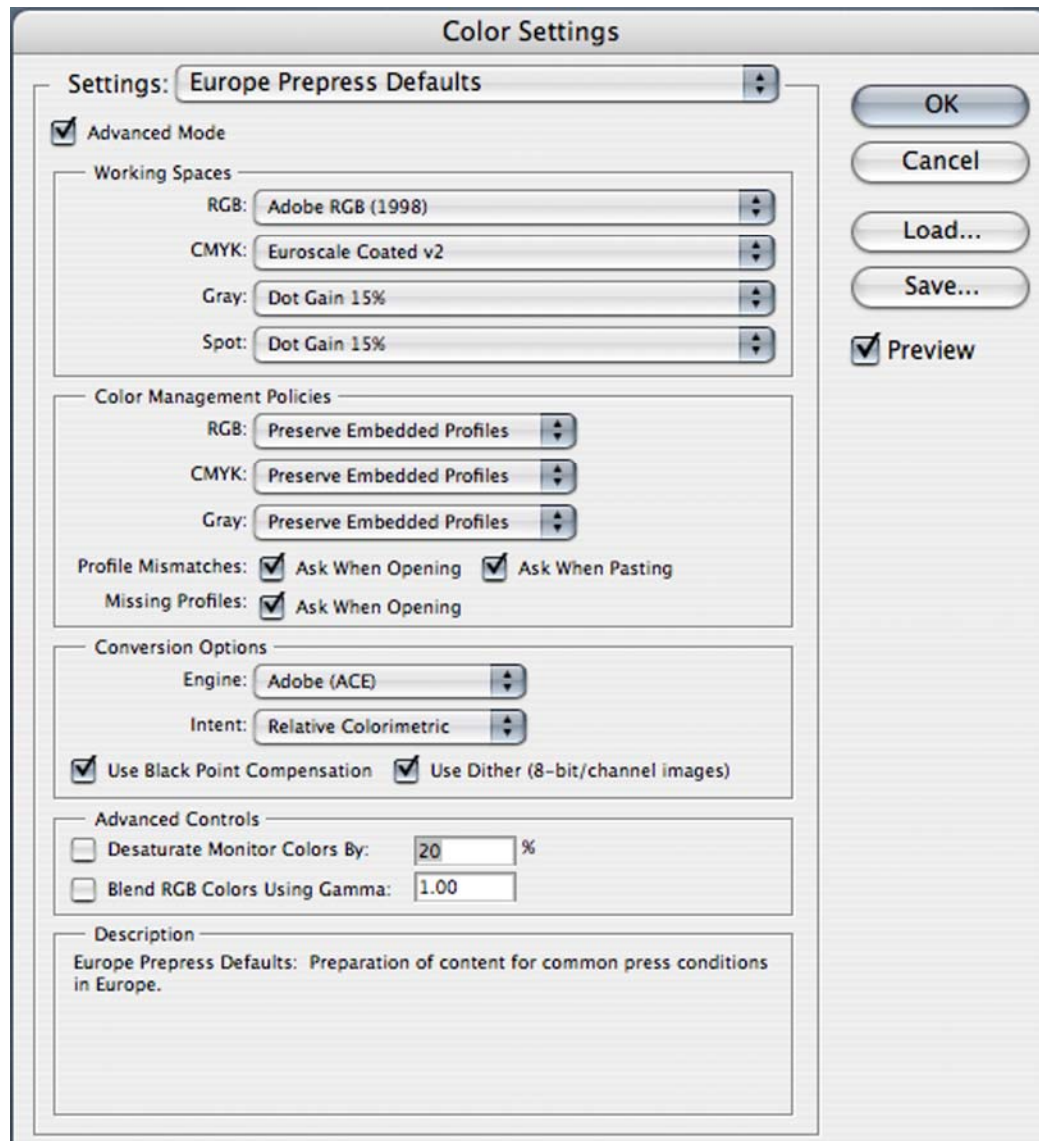 Color Settings
Settings: Europe Prepress Defaults
Advanced Mode
Working Spaces
RGB: Adobe RGB (1998)
CMYK: Euroscale Coated v2
Gray: Dot Gain 15%
Spot: Dot Gain 15%
Color Management Policies
RGB: Preserve Embedded Profiles
CMYK: Preserve Embedded Profiles
Gray: Preserve Embedded Profiles
Profile Mismatches: Ask When Opening Ask When Pasting
Missing Profiles: Ask When Opening
Conversion Options
Engine: Adobe (ACE)
Intent: Relative Colorimetric
Use Black Point Compensation Use Dither (8-bit/channel images)
Advanced Controls
Desaturate Monitor Colors By: 20 %
Blend RGB Colors Using Gamma: 1.00
Description
Europe Prepress Defaults: Preparation of content for common press conditions
in Europe.
OK
Cancel
Load...
Save...
Preview